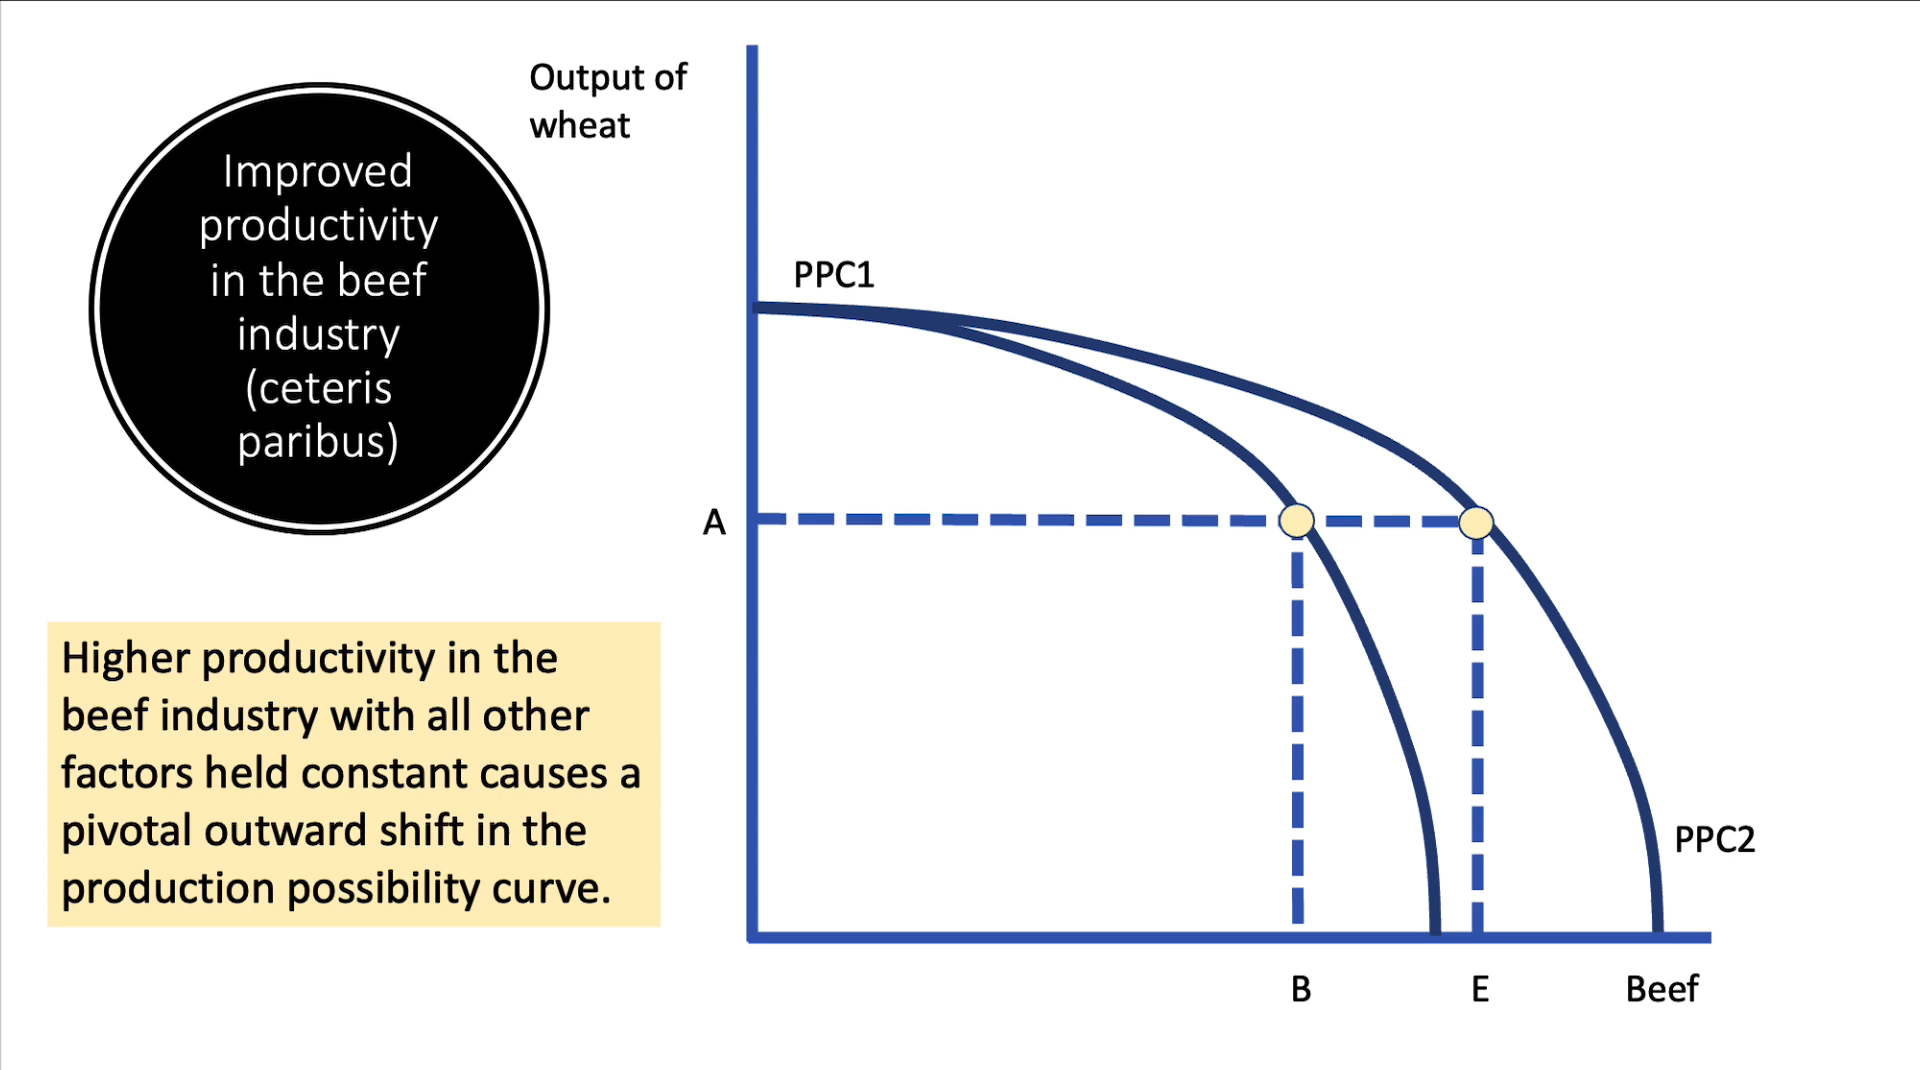 Improved
productivity
in the beef
industry
(ceteris
paribus)
Higher productivity in the
beef industry with all other
factors held constant causes a
pivotal outward shift in the
production possibility curve.
Output of
wheat
PPC1
A
PPC2
B
E
Beef